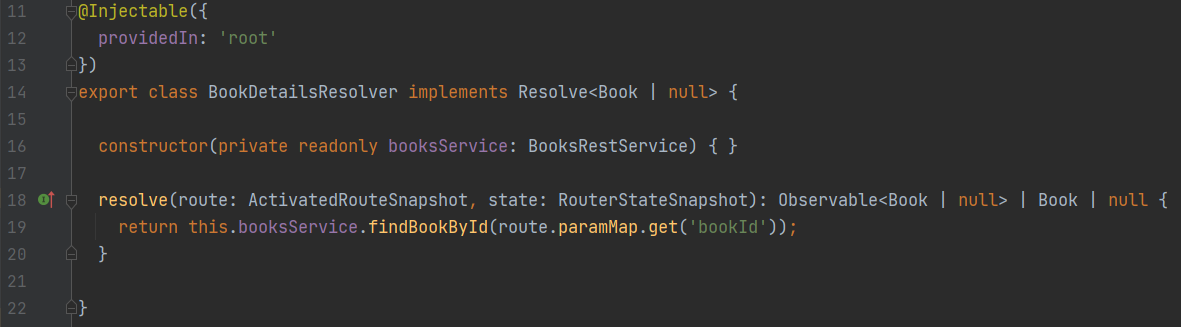 11 @Injectable({
12   providedIn: 'root'
13 })
14 export class BookDetailsResolver implements Resolve<Book | null> {
15
16   constructor(private readonly booksService: BooksRestService) { }
17
18   resolve(route: ActivatedRouteSnapshot, state: RouterStateSnapshot): Observable<Book | null> | Book | null {
19     return this.booksService.findBookById(route.paramMap.get('bookId'));
20   }
21
22 }